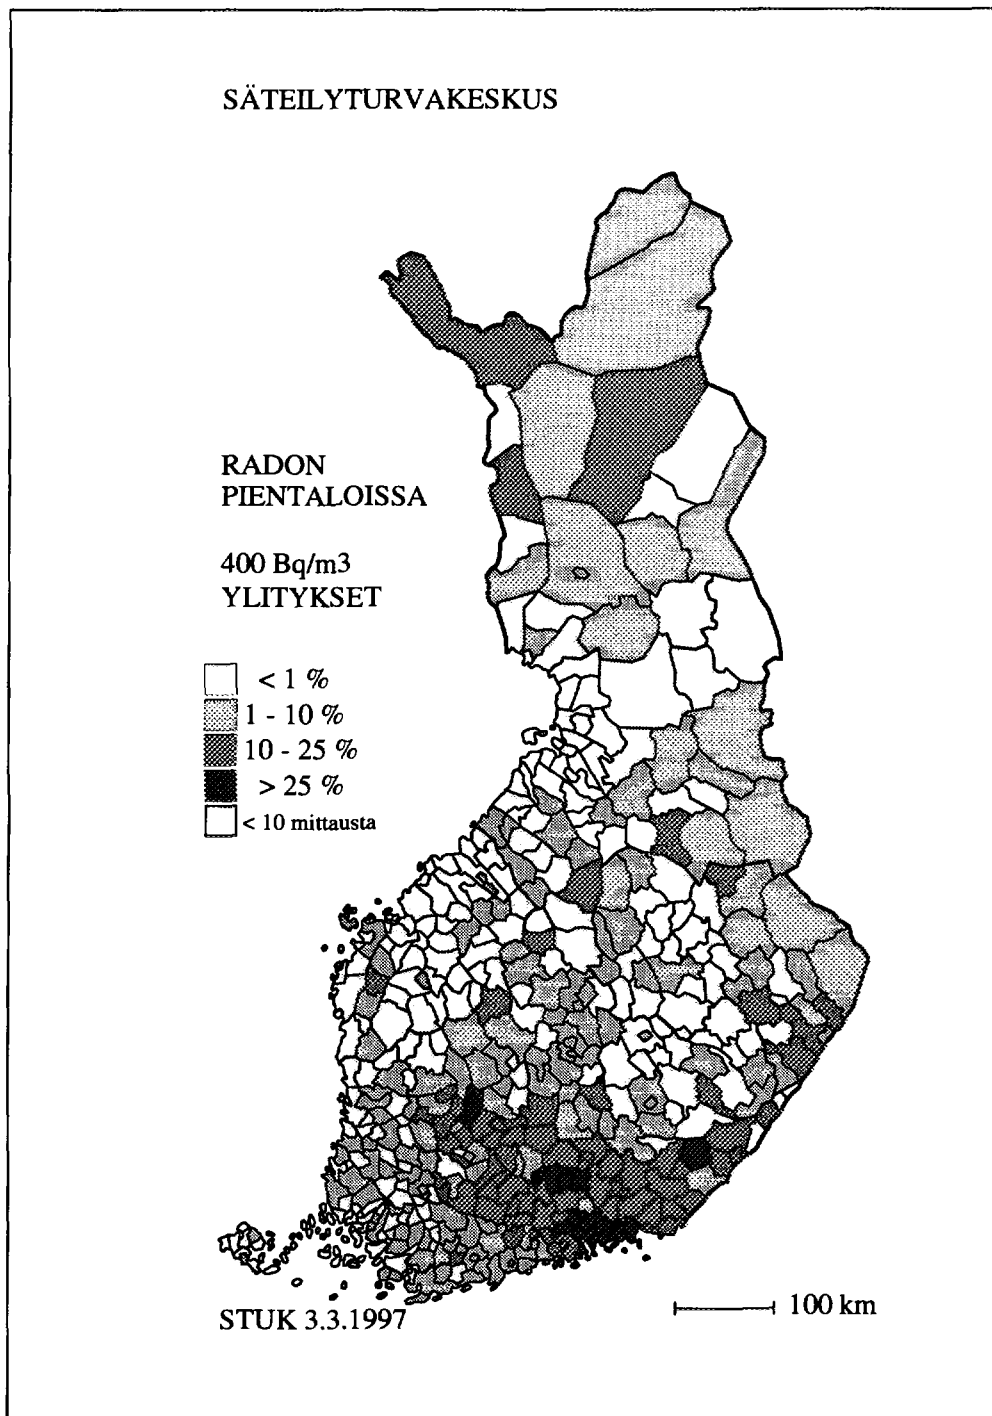 SÄTEILYTURVAKESKUS
RADON
PIENTALOISSA
400 Bq/m3
YLITYKSET
< 1 %
1 - 10 %
10 - 25 %
> 25 %
< 10 mittausta
100 km
STUK 3.3.1997